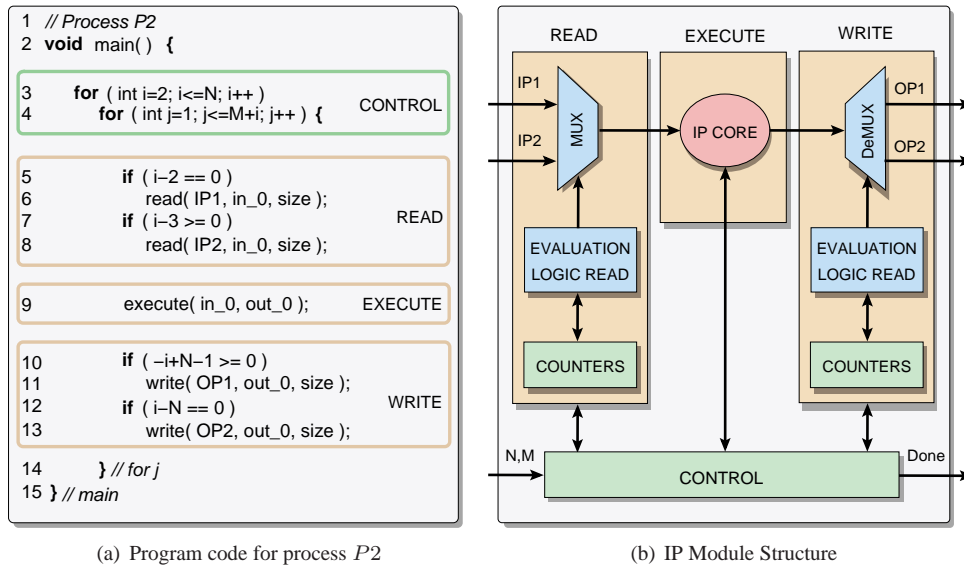 1 // Process P2
2 void main( ) {
3 for ( int i=2; i<=N; i++ )
4 for ( int j=1; j<=M+i; j++ ) {
CONTROL
5 if ( i−2 == 0 )
6 read( IP1, in_0, size );
7 if ( i−3 >= 0 )
8 read( IP2, in_0, size );
READ
9 execute( in_0, out_0 );
EXECUTE
10 if ( −i+N−1 >= 0 )
11 write( OP1, out_0, size );
12 if ( i−N == 0 )
13 write( OP2, out_0, size );
WRITE
14 } // for j
15 } // main
(a) Program code for process P2
READ
EXECUTE
WRITE
IP1
IP2
MUX
IP CORE
DeMUX
OP1
OP2
EVALUATION
LOGIC READ
EVALUATION
LOGIC READ
COUNTERS
COUNTERS
N,M
CONTROL
Done
(b) IP Module Structure